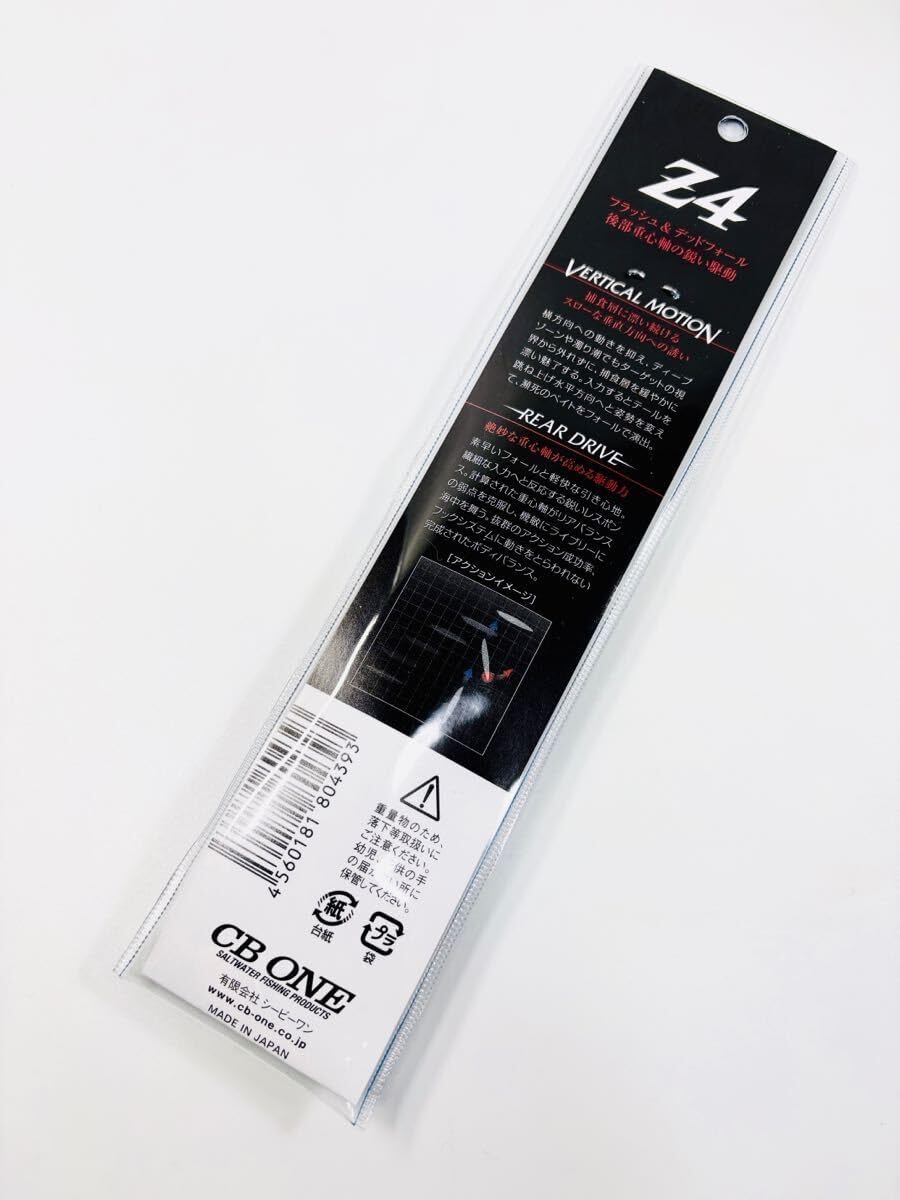 Z4
フラッシュ & デッドフォール
後部重心軸の鋭い駆動
VERTICAL MOTION
捕食層に漂い続ける
スローな垂直方向への誘い
横方向への動きを抑え、ディープ
ゾーンや濁り潮でもターゲットの視
界から外れずに、捕食層を緩やかに
漂い魅了する。入力するとテールを
跳ね上げ水平方向へと姿勢を変え
て、瀕死のベイトをフォールで演出。
REAR DRIVE
絶妙な重心軸が高める駆動力
素早いフォールと軽快な引き心地。
繊細な入力へと反応する鋭いレスポン
ス。計算された重心軸がリアバランス
の弱点を克服し、機敏にライブリーに
海中を舞う。抜群のアクション成功率、
フックシステムに動きをとらわれない
完成されたボディバランス。
[アクションイメージ]
4560181804393
重量物のため、
落下等取扱いに
ご注意ください。
幼児、供の手
の届い所に
保管してください。
紙
台紙
プラ
袋
CB ONE
SALTWATER FISHING PRODUCTS
有限会社 シービーワン
www.cb-one.co.jp
MADE IN JAPAN